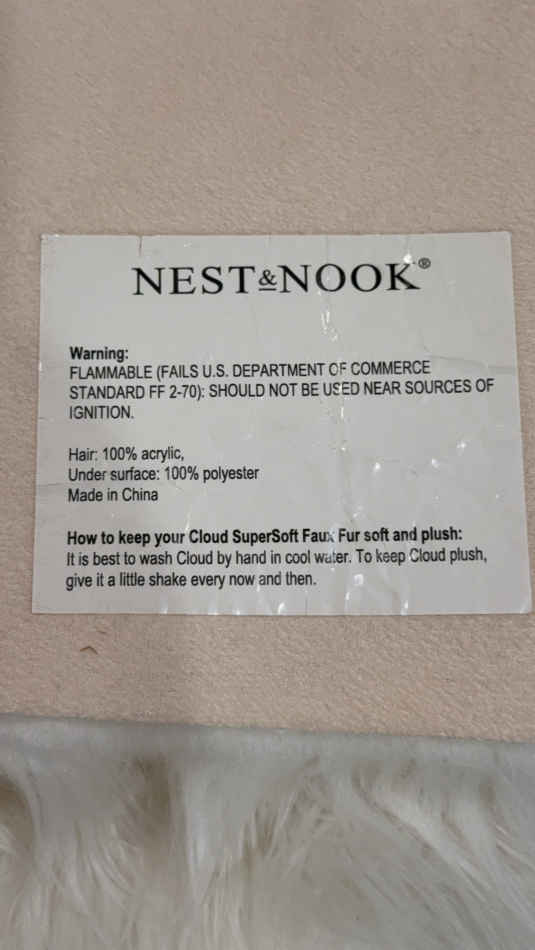 NEST&NOOK®
Warning:
FLAMMABLE (FAILS U.S. DEPARTMENT OF COMMERCE
STANDARD FF 2-70): SHOULD NOT BE USED NEAR SOURCES OF
IGNITION.
Hair: 100% acrylic,
Under surface: 100% polyester
Made in China
How to keep your Cloud SuperSoft Faux Fur soft and plush:
It is best to wash Cloud by hand in cool water. To keep Cloud plush,
give it a little shake every now and then.